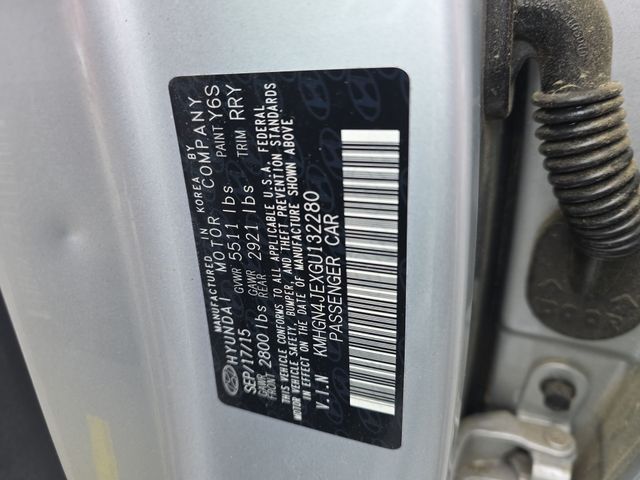 MANUFACTURED IN KOREA BY
HYUNDAI MOTOR COMPANY
SEP/17/15 GVWR 5511 lbs PAINT Y6S
GAWR FRONT 2800 lbs GAWR REAR 2921 lbs TRIM RRY
THIS VEHICLE CONFORMS TO ALL APPLICABLE U.S.A. FEDERAL
MOTOR VEHICLE SAFETY, BUMPER, AND THEFT PREVENTION STANDARDS
IN EFFECT ON THE DATE OF MANUFACTURE SHOWN ABOVE.
V.I.N KMHGN4JEXGU132280
PASSENGER CAR